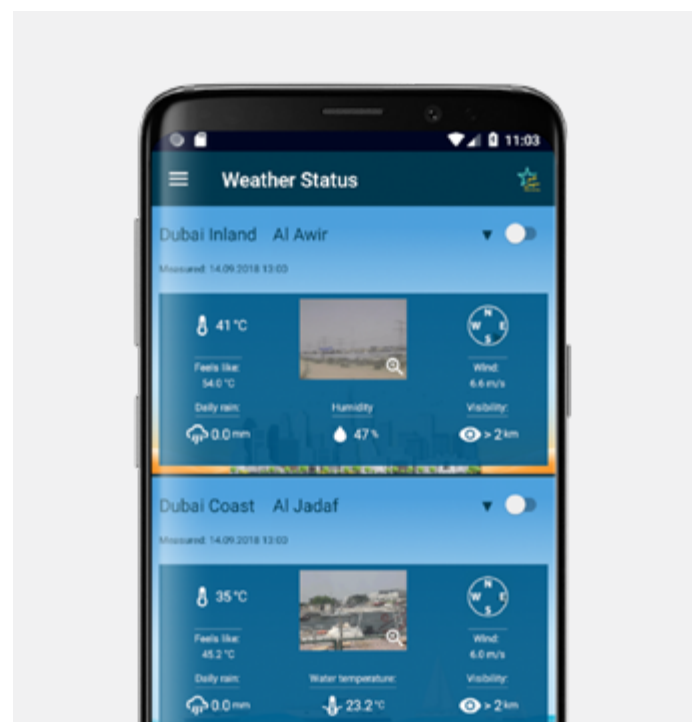 11:03
Weather Status
Dubai Inland Al Awir
Measured: 14.09.2018 13:03
41 °C
N
W E
S
Feels like:
54.0 °C
Wind:
6.6 m/s
Daily rain:
Humidity
Visibility:
0.0 mm
47 %
> 2 km
Dubai Coast Al Jadaf
Measured: 14.09.2018 13:03
35 °C
N
W E
S
Feels like:
45.2 °C
Wind:
6.0 m/s
Daily rain:
Water temperature:
Visibility:
0.0 mm
23.2 °C
> 2 km